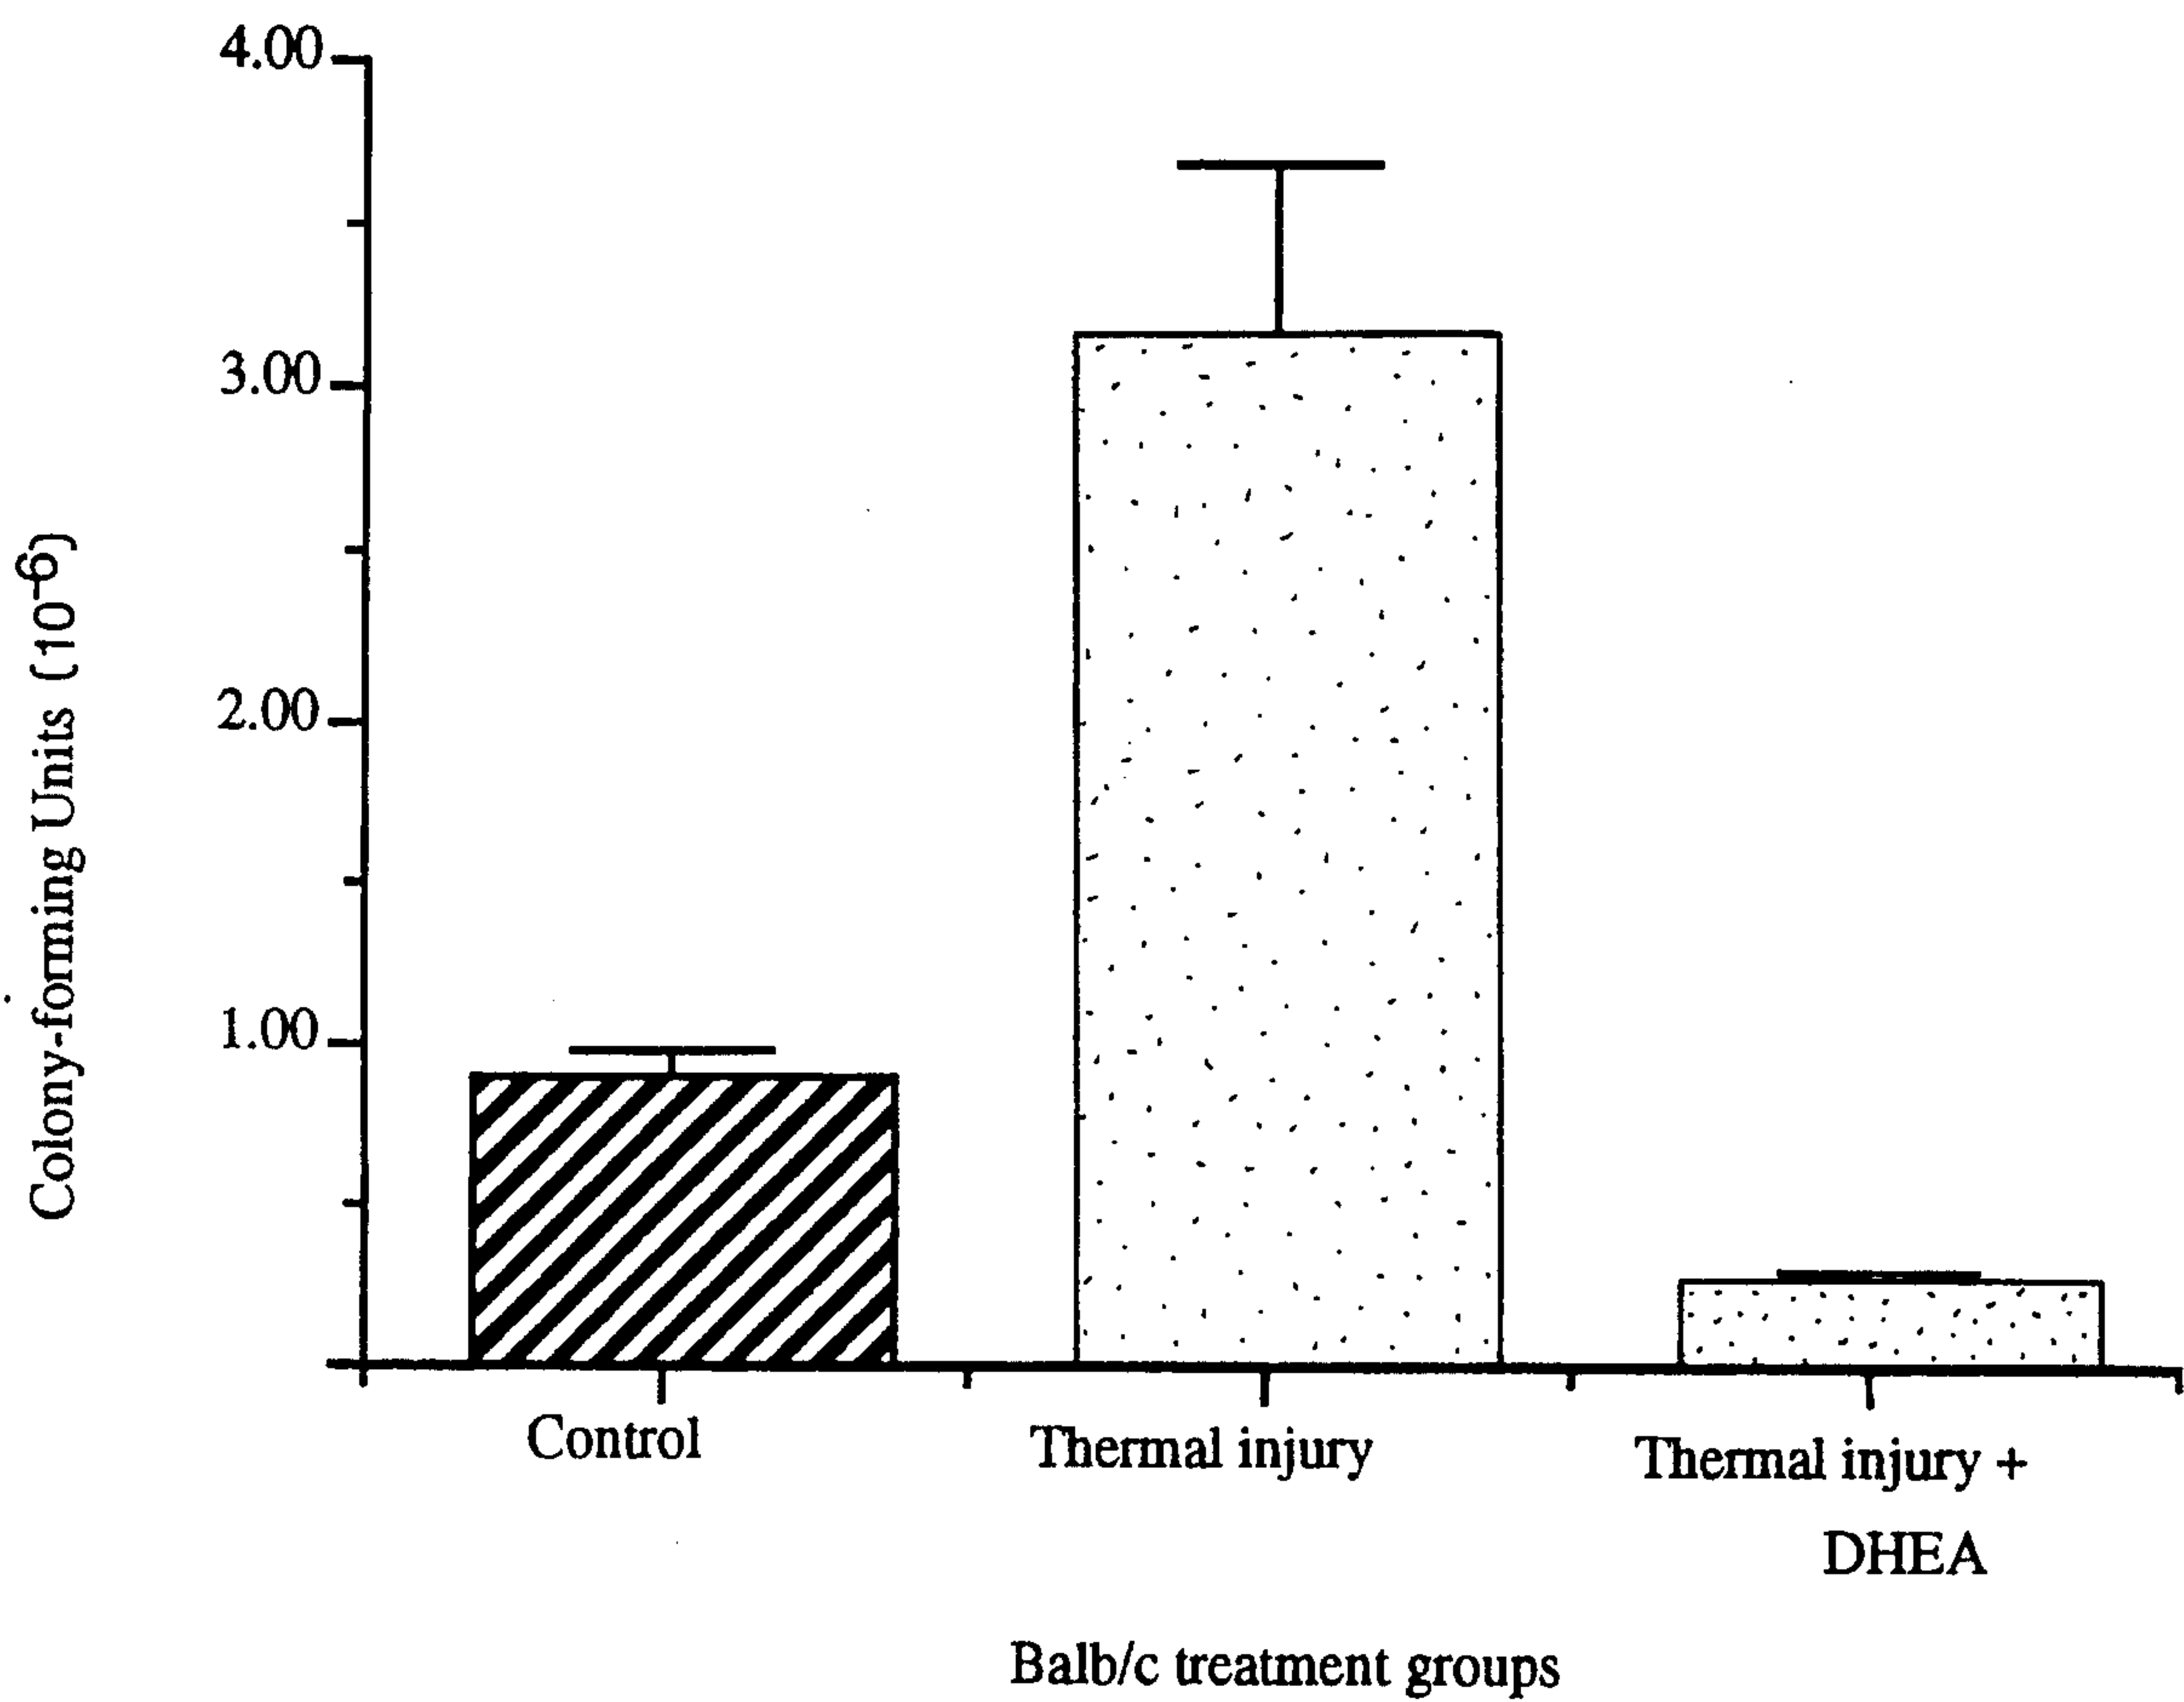 4.00
3.00
2.00
1.00
Colony-forming Units (10-6)
Control
Thermal injury
Thermal injury +
DHEA
Balb/c treatment groups